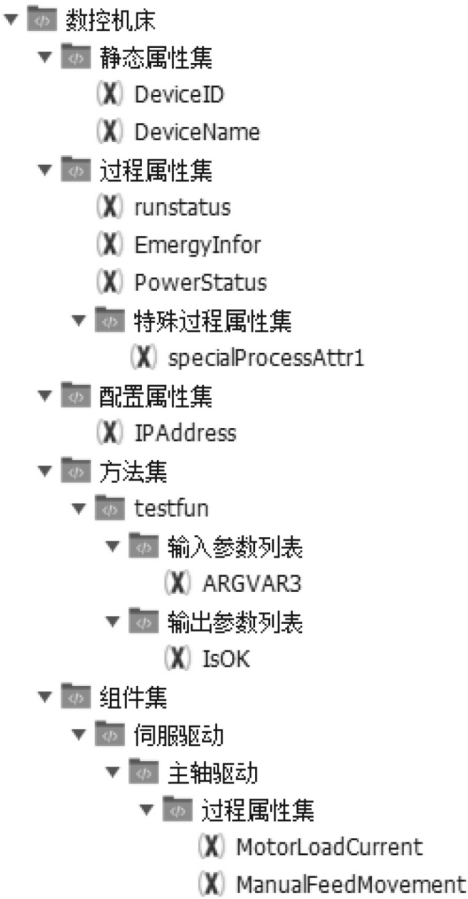 数控机床
静态属性集
DeviceID
DeviceName
过程属性集
runstatus
EmergyInfor
PowerStatus
特殊过程属性集
specialProcessAttr1
配置属性集
IPAddress
方法集
testfun
输入参数列表
ARGVAR3
输出参数列表
IsOK
组件集
伺服驱动
主轴驱动
过程属性集
MotorLoadCurrent
ManualFeedMovement